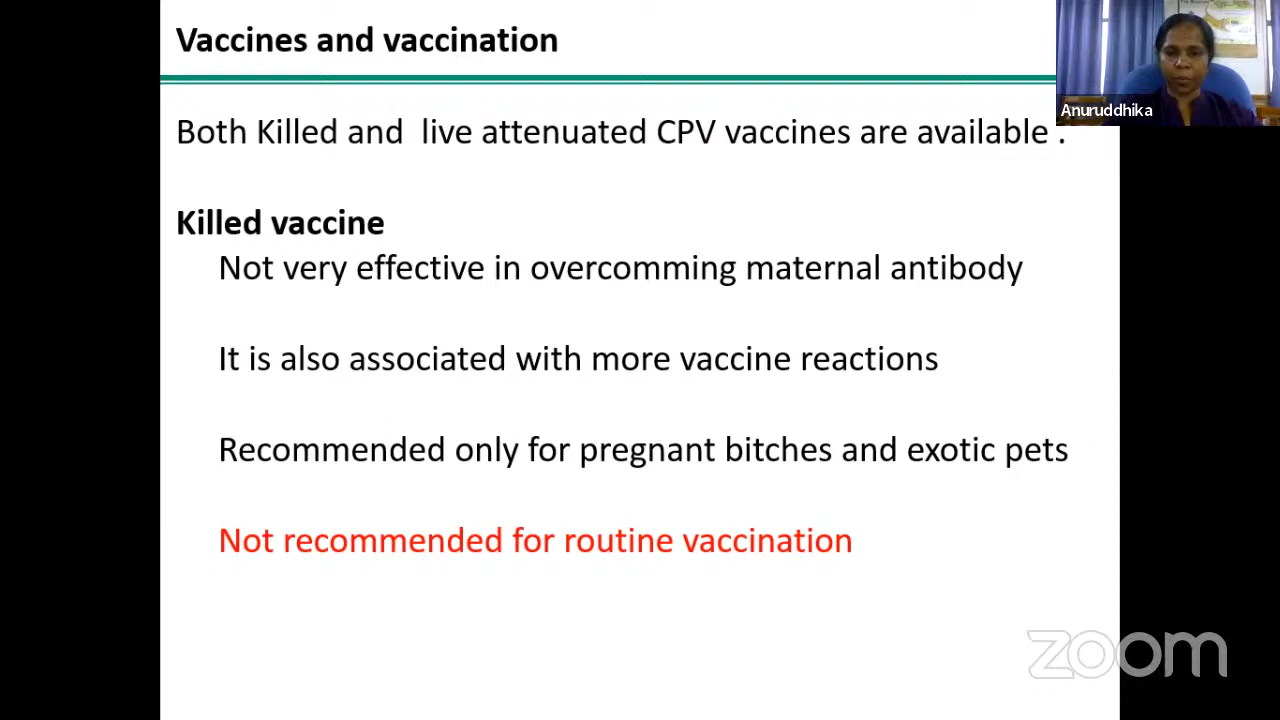 Vaccines and vaccination
Anuruddhika
Both Killed and live attenuated CPV vaccines are available .
Killed vaccine
Not very effective in overcomming maternal antibody
It is also associated with more vaccine reactions
Recommended only for pregnant bitches and exotic pets
Not recommended for routine vaccination
zoom